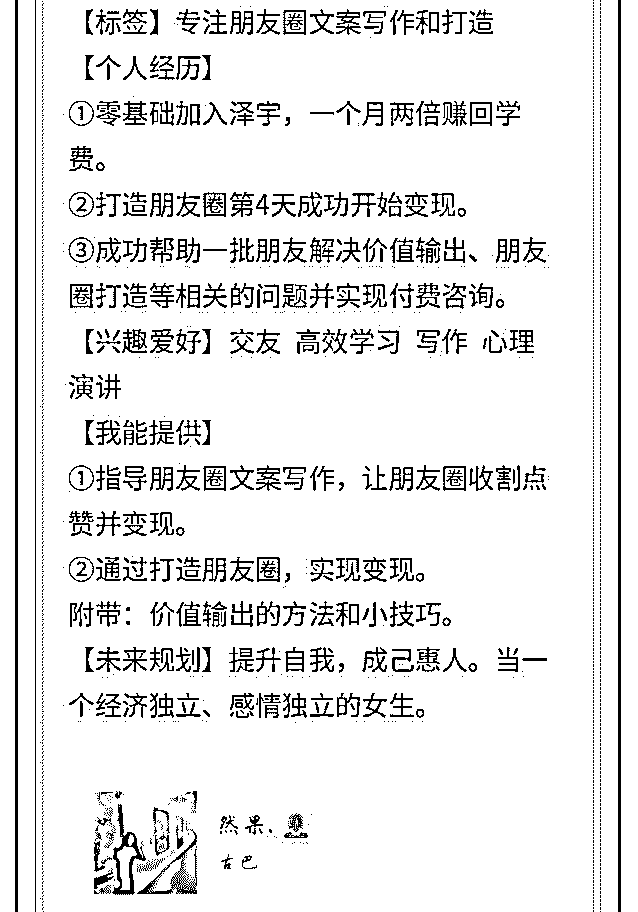 【标签】专注朋友圈文案写作和打造
【个人经历】
①零基础加入泽宇，一个月两倍赚回学
费。
②打造朋友圈第4天成功开始变现。
③成功帮助一批朋友解决价值输出、朋友
圈打造等相关的问题并实现付费咨询。
【兴趣爱好】交友 高效学习 写作 心理
演讲
【我能提供】
①指导朋友圈文案写作，让朋友圈收割点
赞并变现。
②通过打造朋友圈，实现变现。
附带：价值输出的方法和小技巧。
【未来规划】提升自我，成己惠人。当一
个经济独立、感情独立的女生。
然果.
古巴